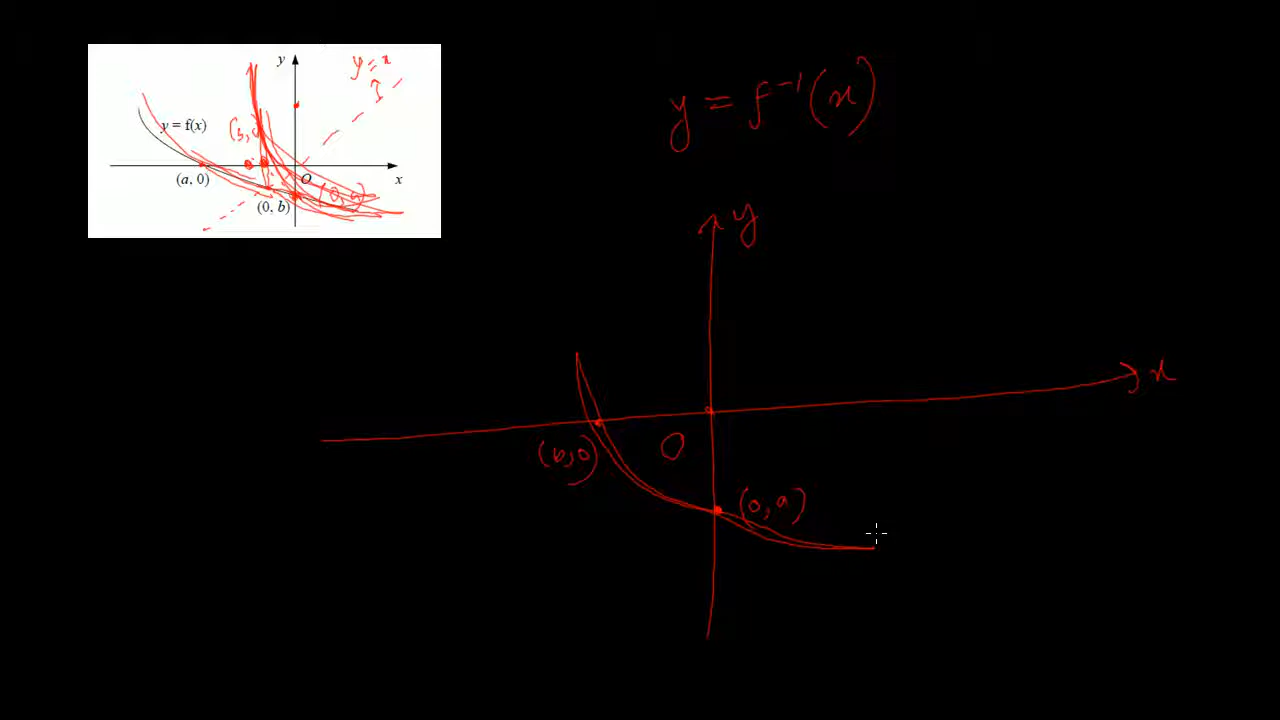 y
y = x
y = f(x)
(b, 0)
(a, 0)
O
x
(0, a)
(0, b)
y = f⁻¹(x)
y
x
(b, 0)
O
(0, a)